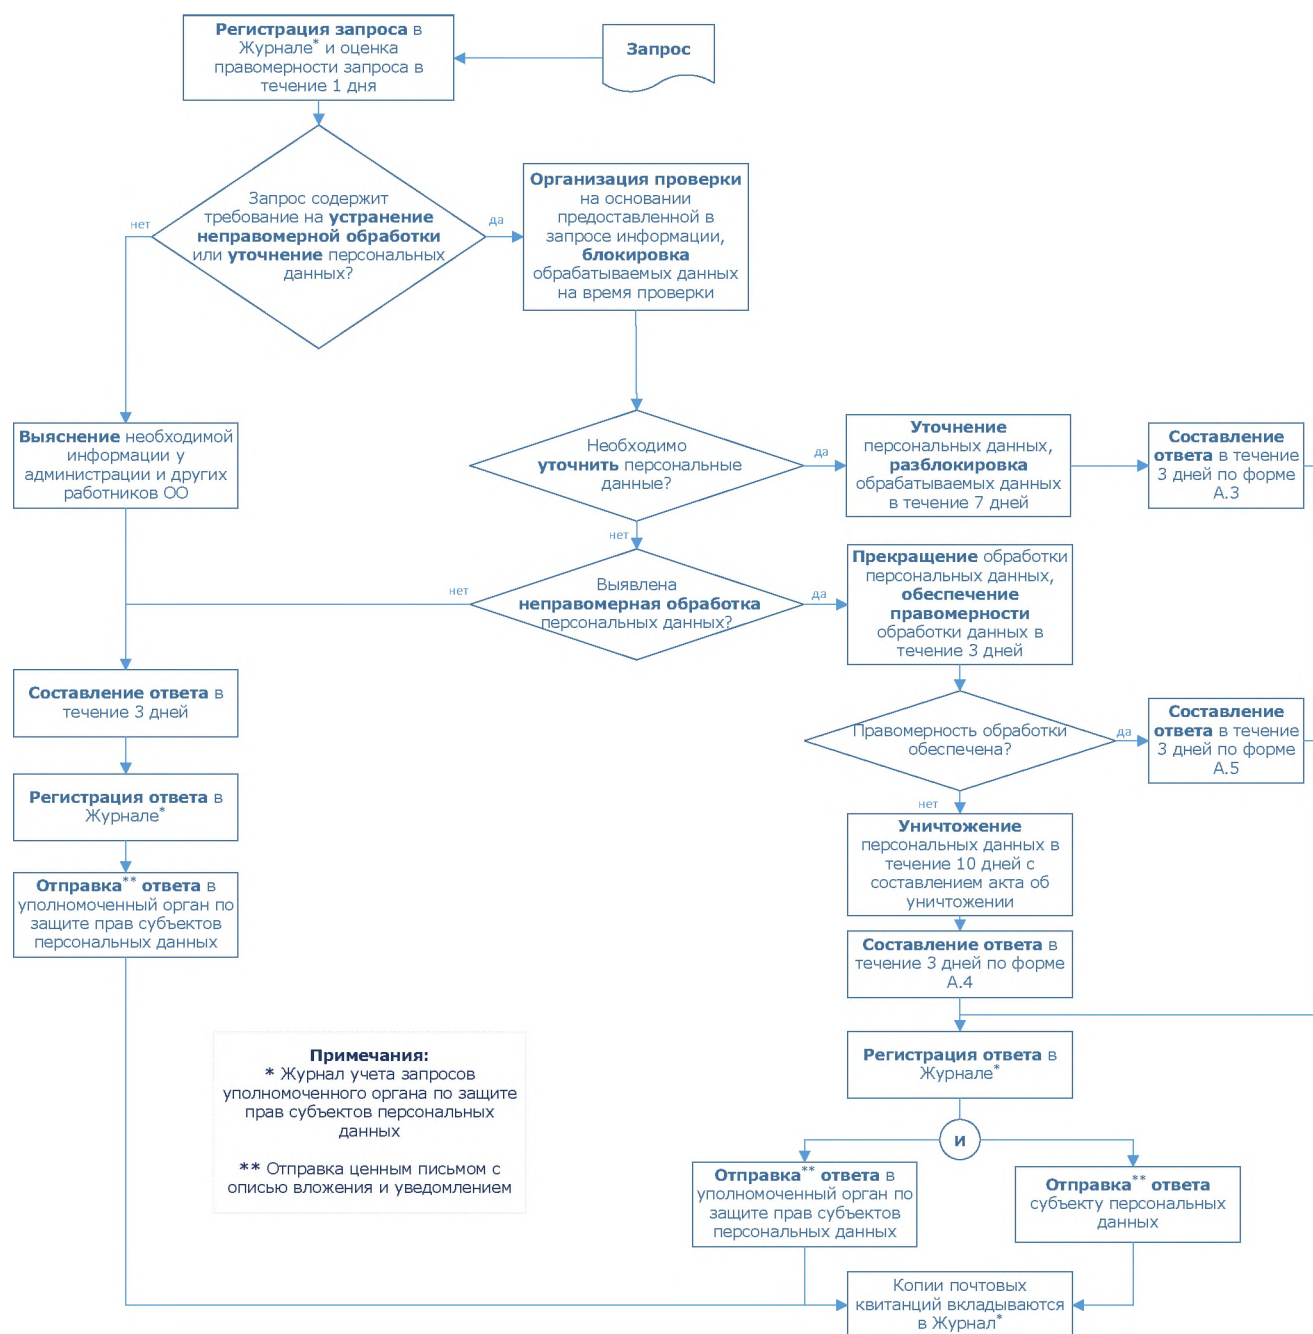 Регистрация запроса в
Журнале* и оценка
правомерности запроса в
течение 1 дня
Запрос
Запрос содержит
требование на устранение
неправомерной обработки
или уточнение персональных
данных?
нет
да
Организация проверки
на основании
предоставленной в
запросе информации,
блокировка
обрабатываемых данных
на время проверки
Выяснение необходимой
информации у
администрации и других
работников ОО
Необходимо
уточнить персональные
данные?
да
Уточнение
персональных данных,
разблокировка
обрабатываемых данных
в течение 7 дней
Составление
ответа в течение
3 дней по форме
А.3
нет
Выявлена
неправомерная обработка
персональных данных?
нет
да
Прекращение обработки
персональных данных,
обеспечение
правомерности
обработки данных в
течение 3 дней
Составление ответа в
течение 3 дней
Правомерность обработки
обеспечена?
да
Составление
ответа в течение
3 дней по форме
А.5
нет
Регистрация ответа в
Журнале*
Уничтожение
персональных данных в
течение 10 дней с
составлением акта об
уничтожении
Отправка** ответа в
уполномоченный орган по
защите прав субъектов
персональных данных
Составление ответа в
течение 3 дней по форме
А.4
Регистрация ответа в
Журнале*
Примечания:
* Журнал учета запросов
уполномоченного органа по защите
прав субъектов персональных
данных
** Отправка ценным письмом с
описью вложения и уведомлением
и
Отправка** ответа в
уполномоченный орган по
защите прав субъектов
персональных данных
Отправка** ответа
субъекту персональных
данных
Копии почтовых
квитанций вкладываются
в Журнал*